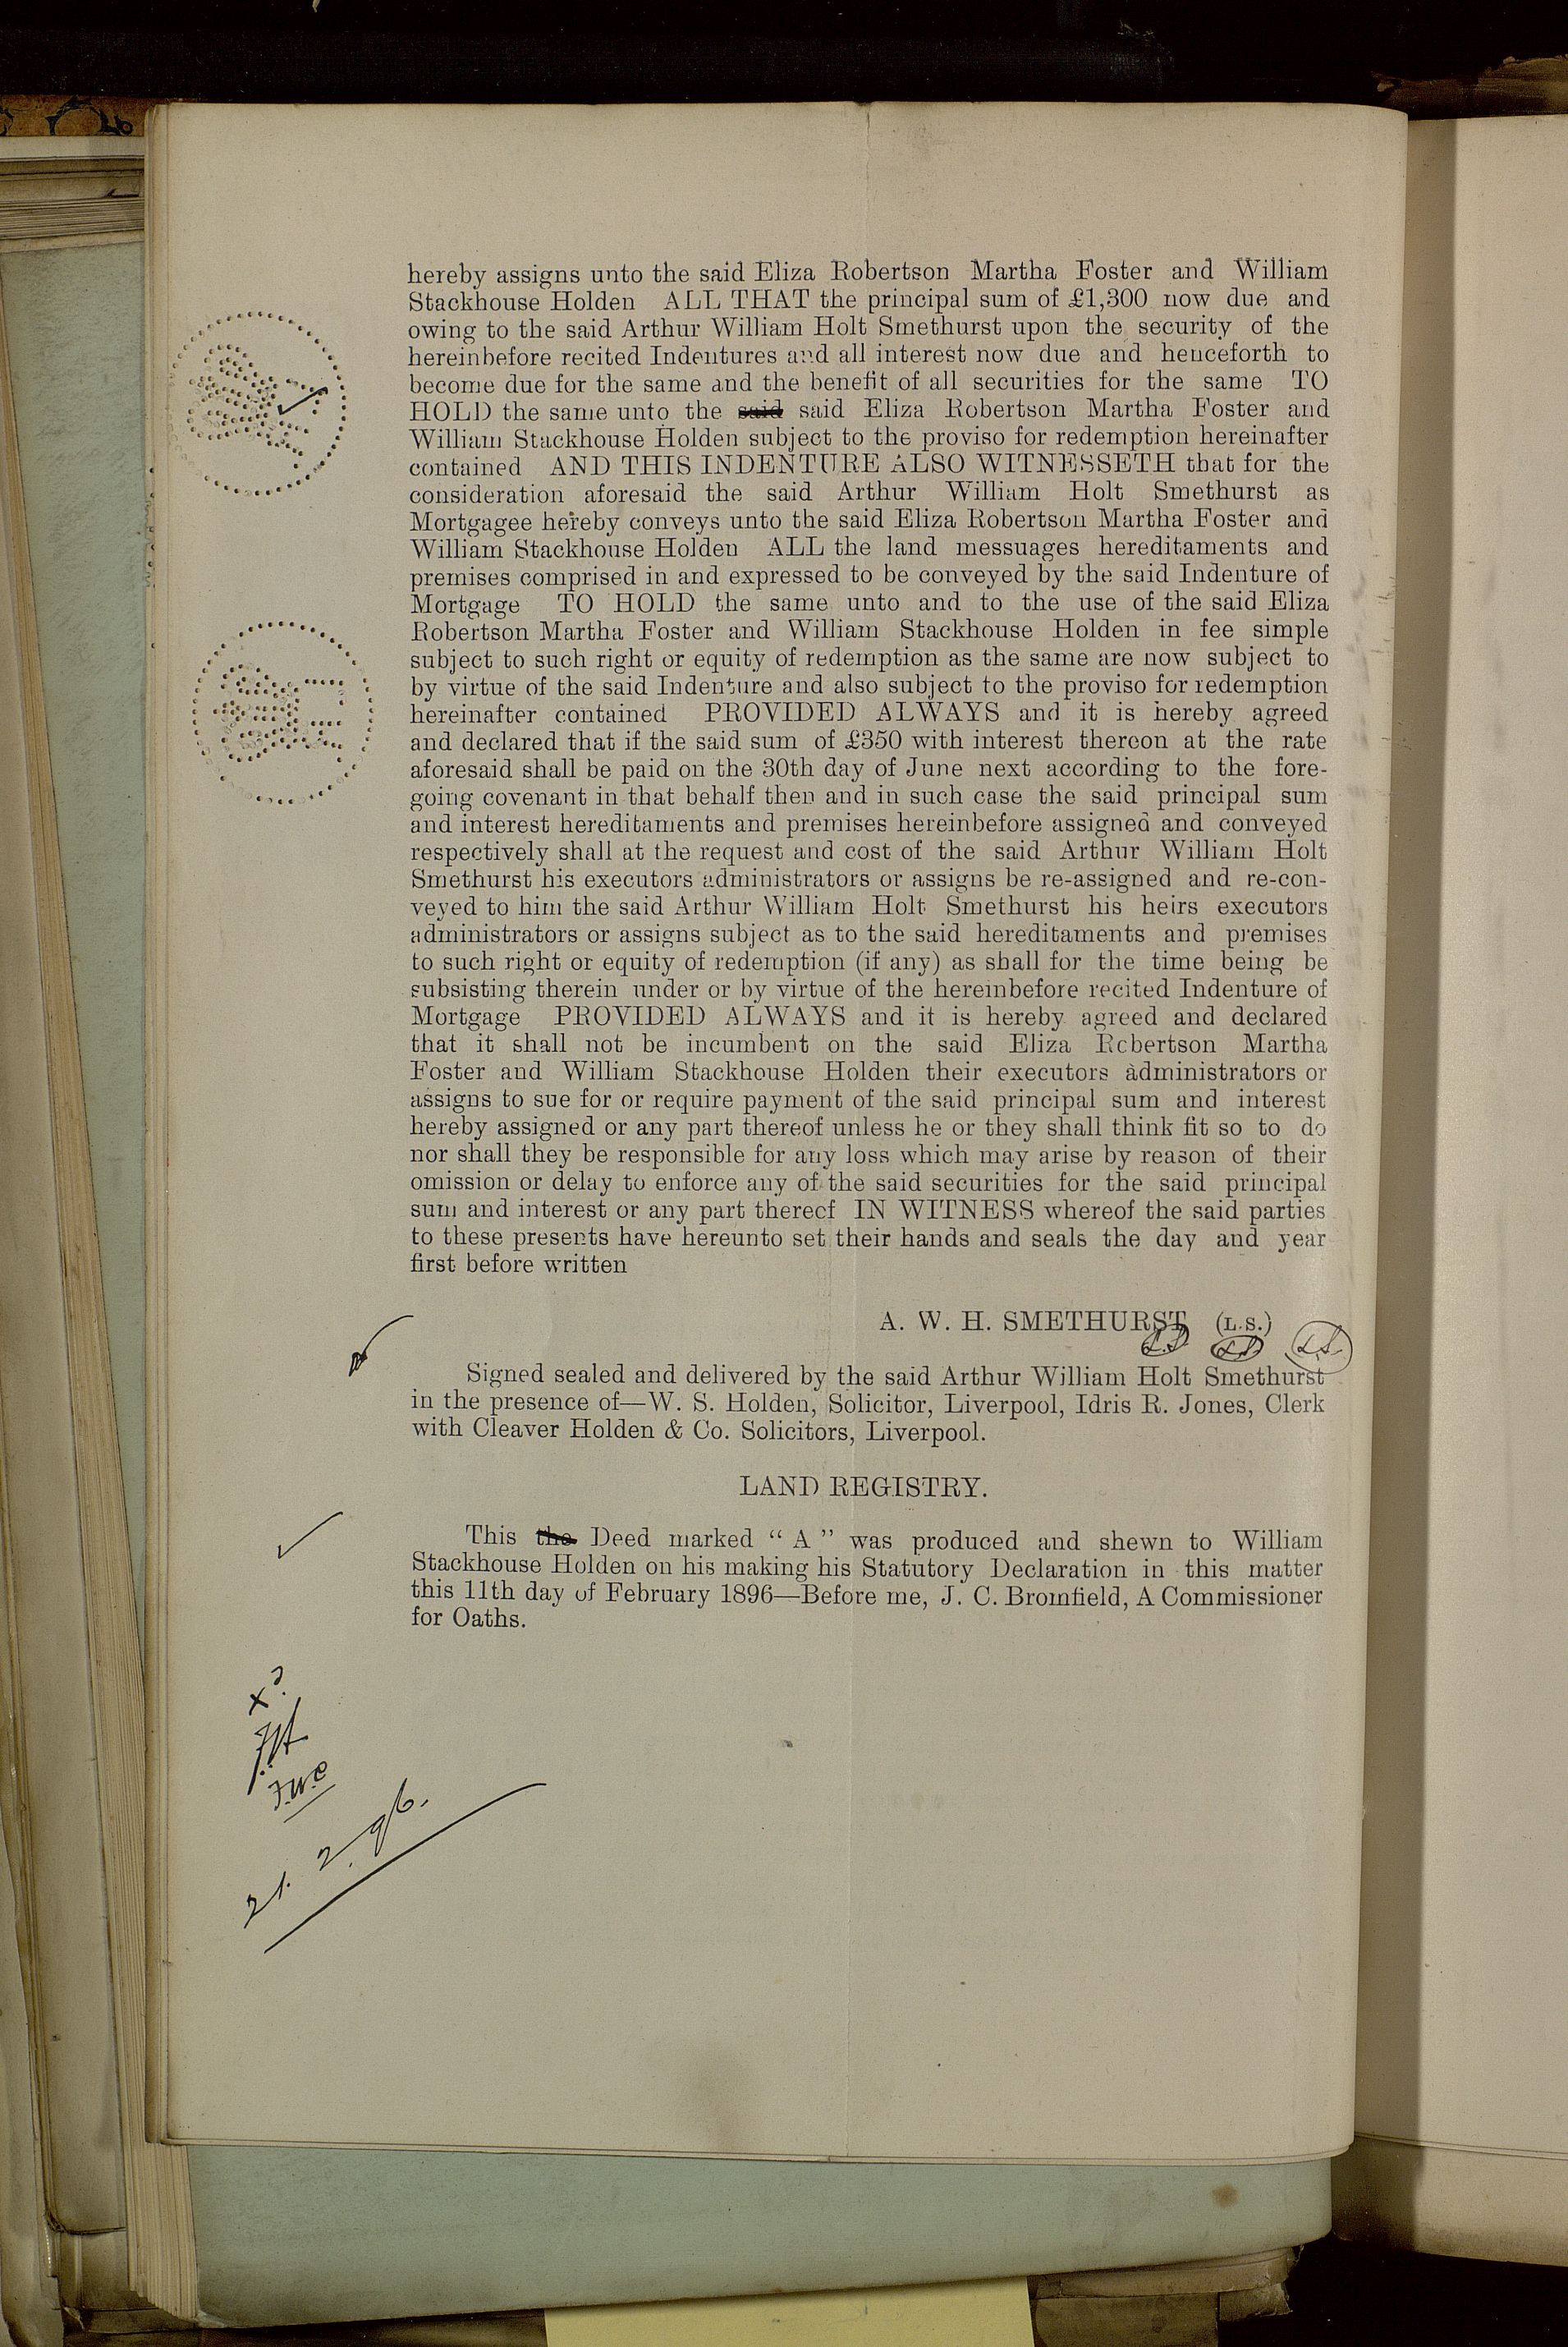 hereby assigns unto the said Eliza Robertson Martha Foster and William
Stackhouse Holden ALL THAT the principal sum of £1,300 now due and
owing to the said Arthur William Holt Smethurst upon the security of the
hereinbefore recited Indentures and all interest now due and henceforth to
become due for the same and the benefit of all securities for the same TO
HOLD the same unto the said said Eliza Robertson Martha Foster and
William Stackhouse Holden subject to the proviso for redemption hereinafter
contained AND THIS INDENTURE ALSO WITNESSETH that for the
consideration aforesaid the said Arthur William Holt Smethurst as
Mortgagee hereby conveys unto the said Eliza Robertson Martha Foster and
William Stackhouse Holden ALL the land messuages hereditaments and
premises comprised in and expressed to be conveyed by the said Indenture of
Mortgage TO HOLD the same unto and to the use of the said Eliza
Robertson Martha Foster and William Stackhouse Holden in fee simple
subject to such right or equity of redemption as the same are now subject to
by virtue of the said Indenture and also subject to the proviso for redemption
hereinafter contained PROVIDED ALWAYS and it is hereby agreed
and declared that if the said sum of £350 with interest thereon at the rate
aforesaid shall be paid on the 30th day of June next according to the fore-
going covenant in that behalf then and in such case the said principal sum
and interest hereditaments and premises hereinbefore assigned and conveyed
respectively shall at the request and cost of the said Arthur William Holt
Smethurst his executors administrators or assigns be re-assigned and re-con-
veyed to him the said Arthur William Holt Smethurst his heirs executors
administrators or assigns subject as to the said hereditaments and premises
to such right or equity of redemption (if any) as shall for the time being be
subsisting therein under or by virtue of the hereinbefore recited Indenture of
Mortgage PROVIDED ALWAYS and it is hereby agreed and declared
that it shall not be incumbent on the said Eliza Robertson Martha
Foster and William Stackhouse Holden their executors administrators or
assigns to sue for or require payment of the said principal sum and interest
hereby assigned or any part thereof unless he or they shall think fit so to do
nor shall they be responsible for any loss which may arise by reason of their
omission or delay to enforce any of the said securities for the said principal
sum and interest or any part thereof IN WITNESS whereof the said parties
to these presents have hereunto set their hands and seals the day and year
first before written
A. W. H. SMETHURST (L.S.)
L.S L.S L.S.
Signed sealed and delivered by the said Arthur William Holt Smethurst
in the presence of—W. S. Holden, Solicitor, Liverpool, Idris R. Jones, Clerk
with Cleaver Holden & Co. Solicitors, Liverpool.
LAND REGISTRY.
This the Deed marked “ A ” was produced and shewn to William
Stackhouse Holden on his making his Statutory Declaration in this matter
this 11th day of February 1896—Before me, J. C. Bromfield, A Commissioner
for Oaths.
21. 2. 96.